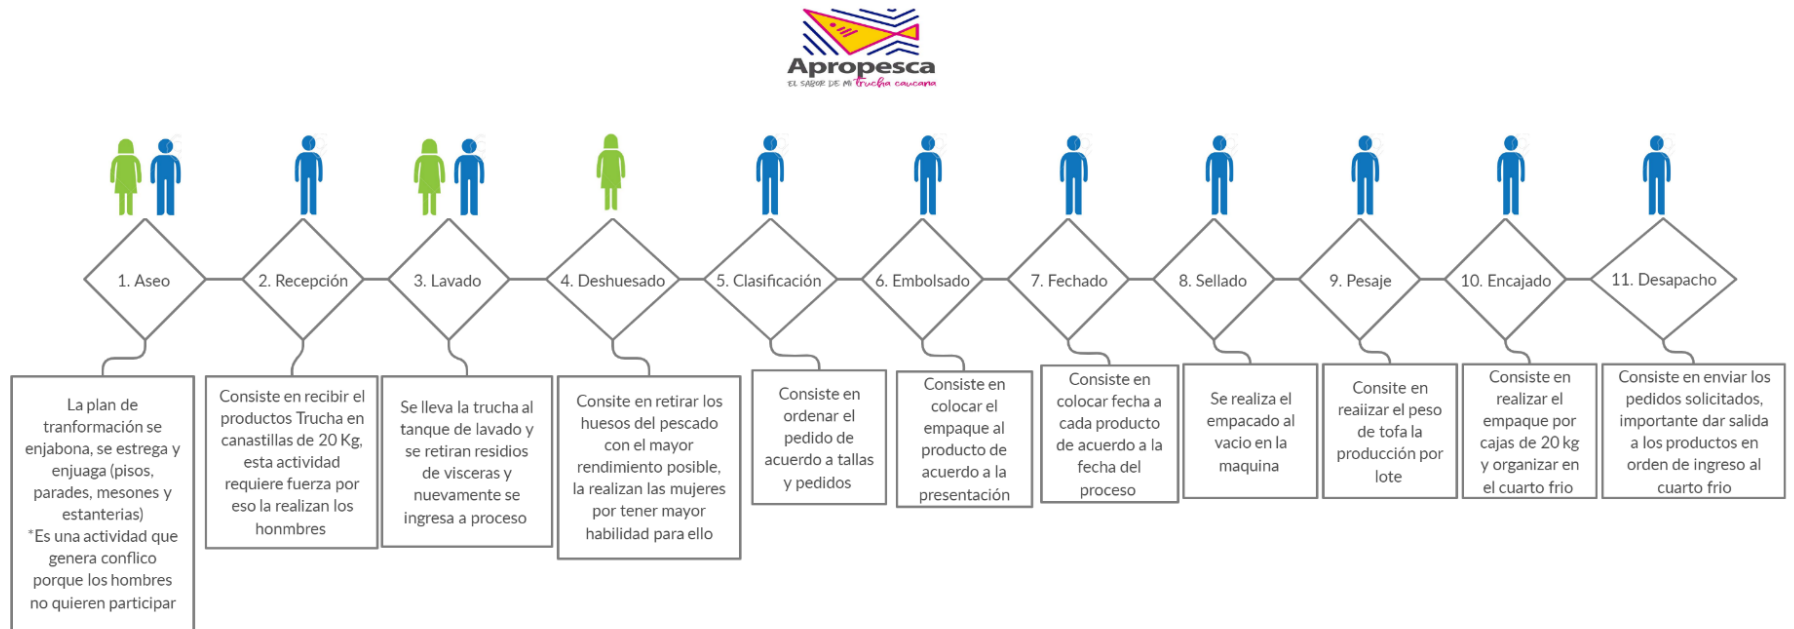 Apropesca
EL SABOR DE MI trucha caucana
1. Aseo
2. Recepción
3. Lavado
4. Deshuesado
5. Clasificación
6. Embolsado
7. Fechado
8. Sellado
9. Pesaje
10. Encajado
11. Desapacho
La plan de
tranformación se
enjabona, se estrega y
enjuaga (pisos,
parades, mesones y
estanterias)
*Es una actividad que
genera conflico
porque los hombres
no quieren participar
Consiste en recibir el
productos Trucha en
canastillas de 20 Kg,
esta actividad
requiere fuerza por
eso la realizan los
honmbres
Se lleva la trucha al
tanque de lavado y
se retiran residios
de visceras y
nuevamente se
ingresa a proceso
Consite en retirar los
huesos del pescado
con el mayor
rendimiento posible,
la realizan las mujeres
por tener mayor
habilidad para ello
Consiste en
ordenar el
pedido de
acuerdo a tallas
y pedidos
Consiste en
colocar el
empaque al
producto de
acuerdo a la
presentación
Consiste en
colocar fecha a
cada producto
de acuerdo a la
fecha del
proceso
Se realiza el
empacado al
vacio en la
maquina
Consite en
reaiizar el peso
de tofa la
producción por
lote
Consiste en
realizar el
empaque por
cajas de 20 kg
y organizar en
el cuarto frio
Consiste en enviar los
pedidos solicitados,
importante dar salida
a los productos en
orden de ingreso al
cuarto frio